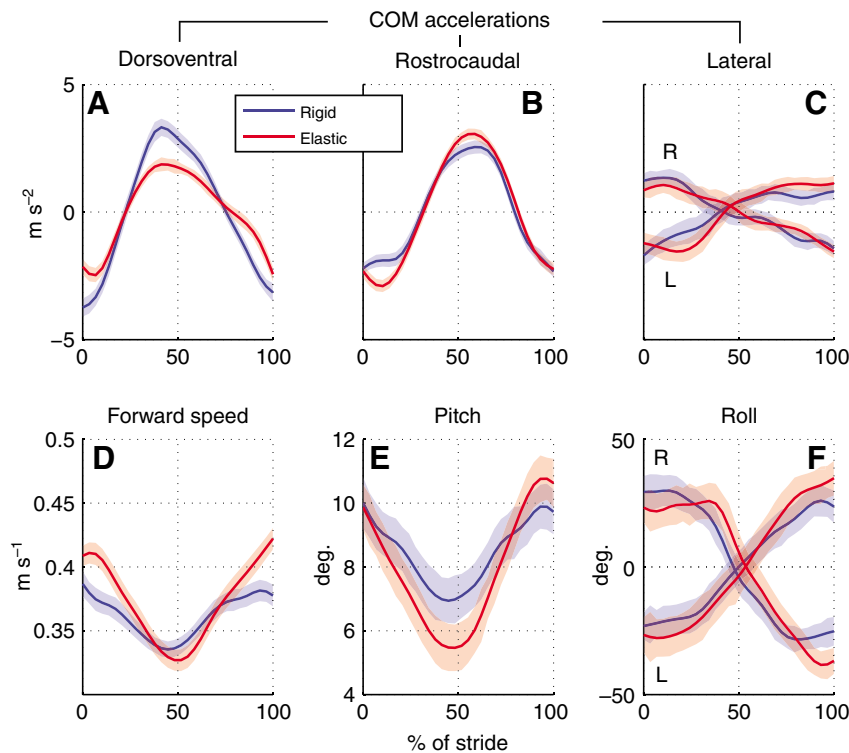 COM accelerations
Dorsoventral Rostrocaudal Lateral
A B C
Rigid
Elastic
R
L
m s−2
5
0
−5
0 50 100
0 50 100
0 50 100
Forward speed Pitch Roll
D E F
R
L
m s−1
0.5
0.45
0.4
0.35
deg.
12
10
8
6
4
deg.
50
0
−50
0 50 100
0 50 100
0 50 100
% of stride